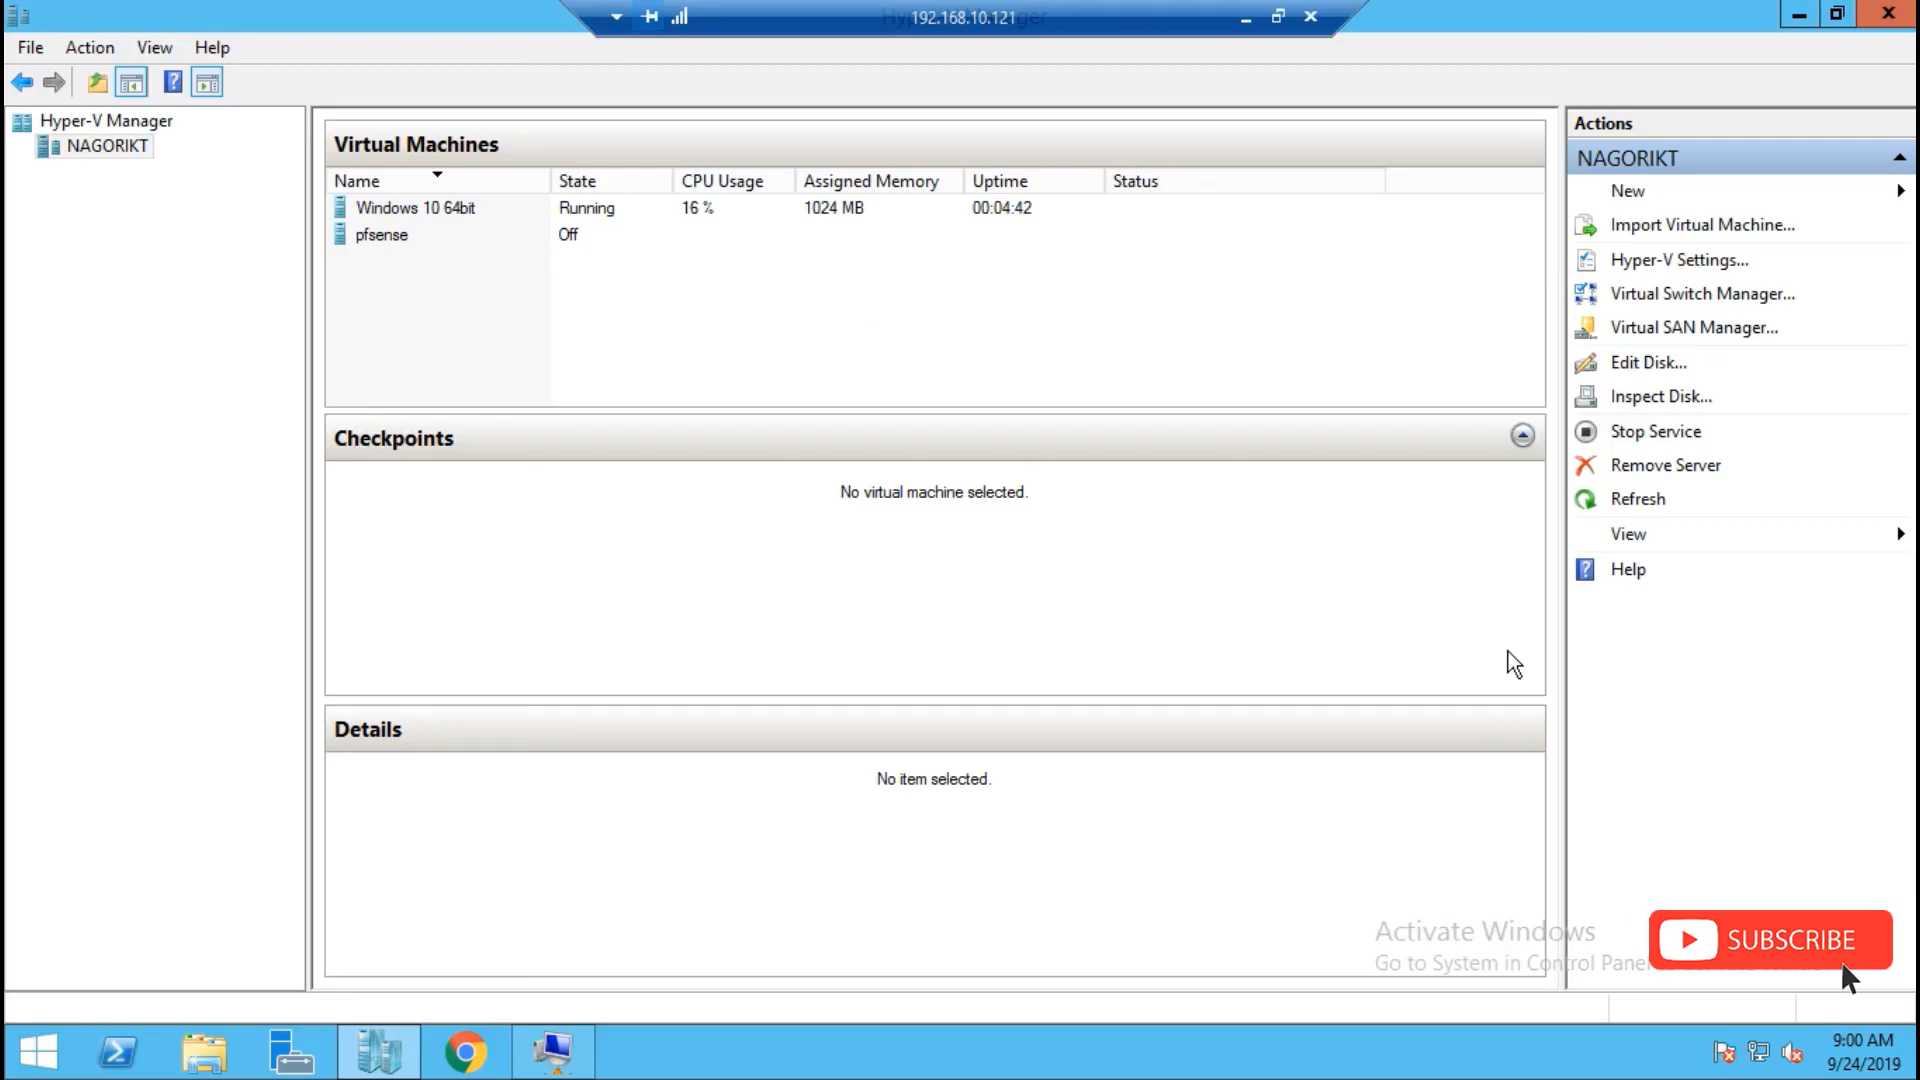 192.168.10.121
File Action View Help
Hyper-V Manager
NAGORIKT
Virtual Machines
Name State CPU Usage Assigned Memory Uptime Status
Windows 10 64bit Running 16 % 1024 MB 00:04:42
pfsense Off
Checkpoints
No virtual machine selected.
Details
No item selected.
Actions
NAGORIKT
New
Import Virtual Machine...
Hyper-V Settings...
Virtual Switch Manager...
Virtual SAN Manager...
Edit Disk...
Inspect Disk...
Stop Service
Remove Server
Refresh
View
Help
Activate Windows
Go to System in Control Panel
SUBSCRIBE
9:00 AM
9/24/2019